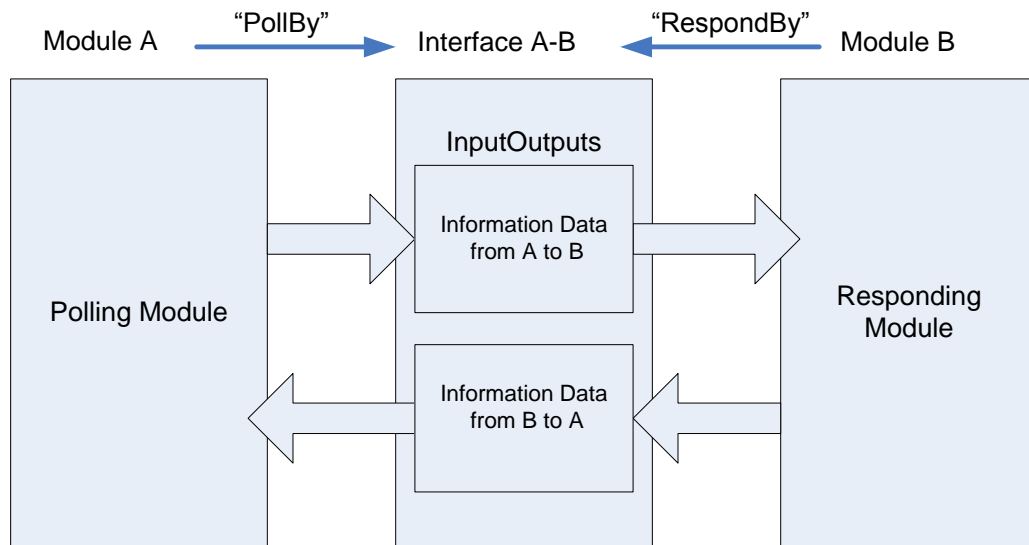 “PollBy”
“RespondBy”
Module A
Interface A-B
Module B
InputOutputs
Information Data
from A to B
Polling Module
Responding
Module
Information Data
from B to A